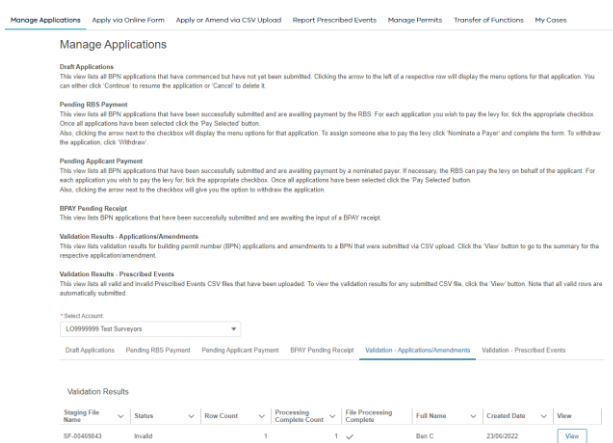 Manage Applications Apply via Online Form Apply or Amend via CSV Upload Report Prescribed Events Manage Permits Transfer of Functions My Cases
Manage Applications
Draft Applications
This view lists all BPN applications that have commenced but have not yet been submitted. Clicking the arrow to the left of a respective row will display the menu options for that application. You
can either click 'Continue' to resume the application or 'Cancel' to delete it.
Pending RBS Payment
This view lists all BPN applications that have been successfully submitted and are awaiting payment by the RBS. For each application you wish to pay the levy for, tick the appropriate checkbox.
Once all applications have been selected click the 'Pay Selected' button.
Also, clicking the arrow next to the checkbox will display the menu options for that application. To assign someone else to pay the levy click 'Nominate a Payer' and complete the form. To withdraw
the application, click 'Withdraw'.
Pending Applicant Payment
This view lists all BPN applications that have been successfully submitted and are awaiting payment by a nominated payer. If necessary, the RBS can pay the levy on behalf of the applicant. For
each application you wish to pay the levy for, tick the appropriate checkbox. Once all applications have been selected click the 'Pay Selected' button.
Also, clicking the arrow next to the checkbox will give you the option to withdraw the application.
BPAY Pending Receipt
This view lists BPN applications that have been successfully submitted and are awaiting the input of a BPAY receipt.
Validation Results - Applications/Amendments
This view lists validation results for building permit number (BPN) applications and amendments to a BPN that were submitted via CSV upload. Click the 'View' button to go to the summary for the
respective application/amendment.
Validation Results - Prescribed Events
This view lists all valid and invalid Prescribed Events CSV files that have been uploaded. To view the validation results for any submitted CSV file, click the 'View' button. Note that all valid rows are
automatically submitted.
* Select Account
LO9999999 Test Surveyors
Draft Applications Pending RBS Payment Pending Applicant Payment BPAY Pending Receipt Validation - Applications/Amendments Validation - Prescribed Events
Validation Results
Staging File Name Status Row Count Processing Complete Count File Processing Complete Full Name Created Date View
SF-00469843 Invalid 1 1 Ben C 23/06/2022 View